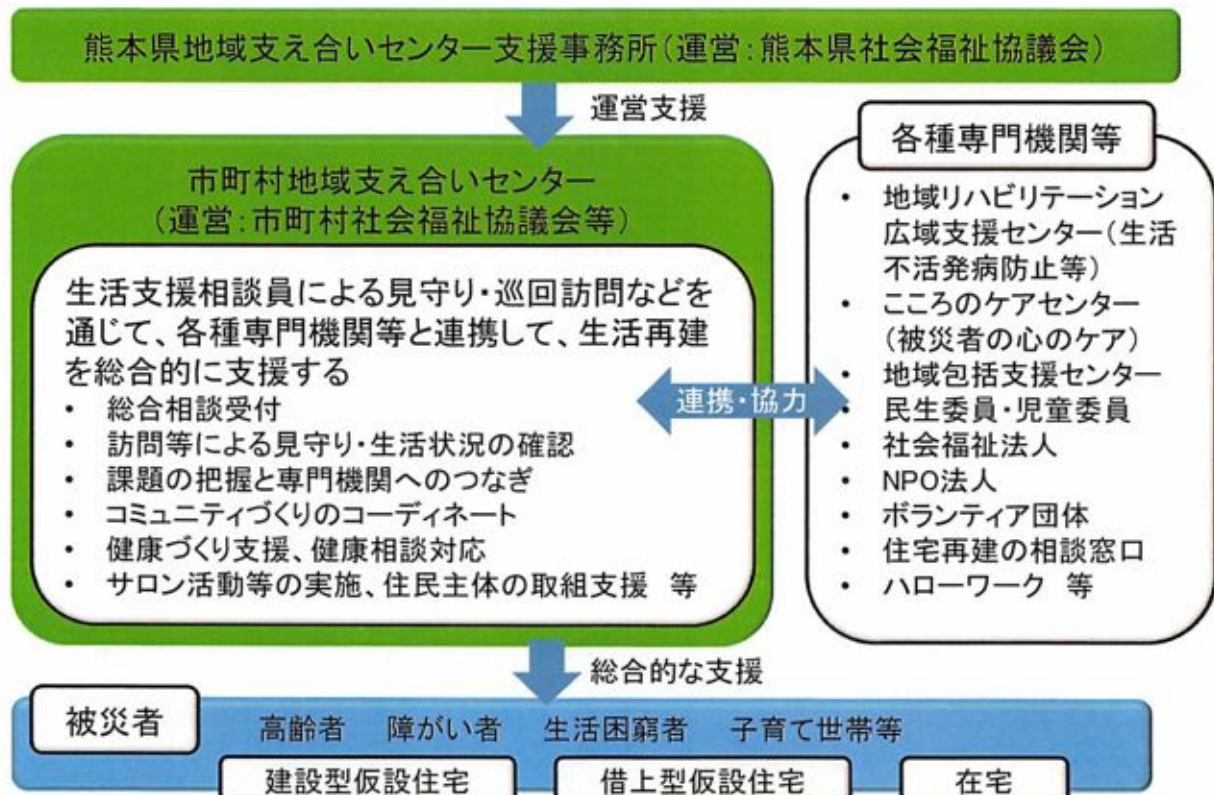 熊本県地域支え合いセンター支援事務所(運営:熊本県社会福祉協議会)
運営支援
市町村地域支え合いセンター
(運営:市町村社会福祉協議会等)
生活支援相談員による見守り・巡回訪問などを
通じて、各種専門機関等と連携して、生活再建
を総合的に支援する
• 総合相談受付
• 訪問等による見守り・生活状況の確認
• 課題の把握と専門機関へのつなぎ
• コミュニティづくりのコーディネート
• 健康づくり支援、健康相談対応
• サロン活動等の実施、住民主体の取組支援 等
連携・協力
各種専門機関等
• 地域リハビリテーション
広域支援センター(生活
不活発病防止等)
• こころのケアセンター
(被災者の心のケア)
• 地域包括支援センター
• 民生委員・児童委員
• 社会福祉法人
• NPO法人
• ボランティア団体
• 住宅再建の相談窓口
• ハローワーク 等
総合的な支援
被災者
高齢者 障がい者 生活困窮者 子育て世帯等
建設型仮設住宅 借上型仮設住宅 在宅